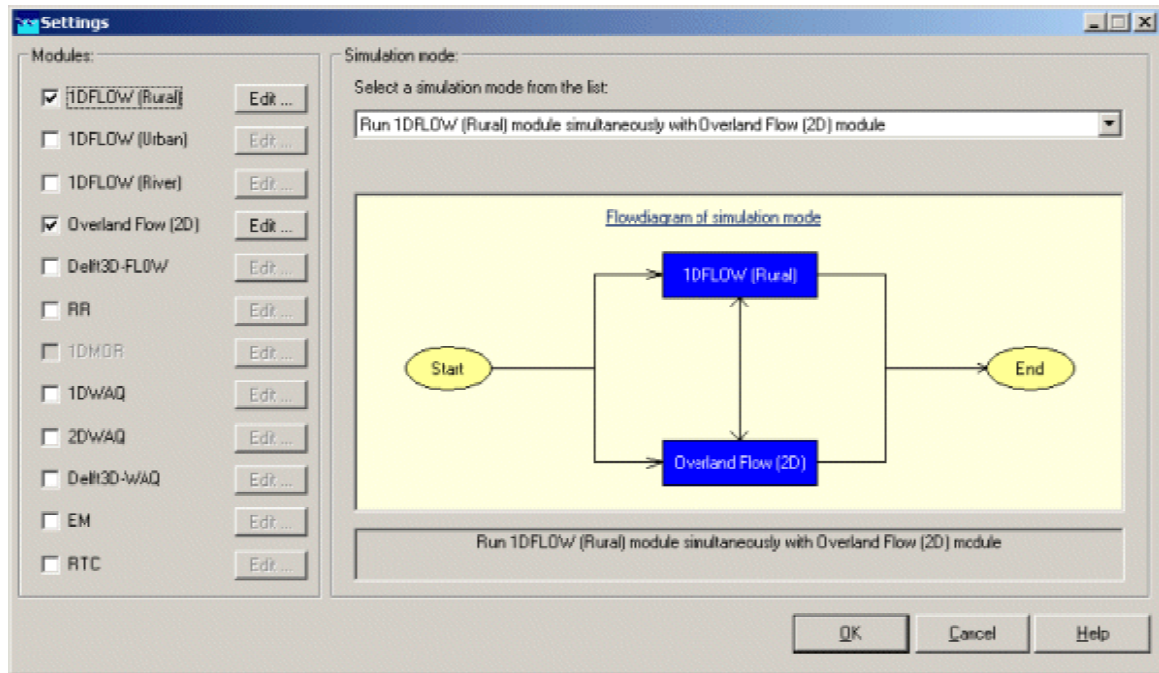 Settings
Modules:
1DFLOW (Rural)
Edit ...
1DFLOW (Urban)
Edit ...
1DFLOW (River)
Edit ...
Overland Flow (2D)
Edit ...
Delft3D-FLOW
Edit ...
RR
Edit ...
1DMOR
Edit ...
1DWAQ
Edit ...
2DWAQ
Edit ...
Delft3D-WAQ
Edit ...
EM
Edit ...
RTC
Edit ...
Simulation mode:
Select a simulation mode from the list:
Run 1DFLOW (Rural) module simultaneously with Overland Flow (2D) module
Flowdiagram of simulation mode
1DFLOW (Rural)
Start
End
Overland Flow (2D)
Run 1DFLOW (Rural) module simultaneously with Overland Flow (2D) module
OK
Cancel
Help